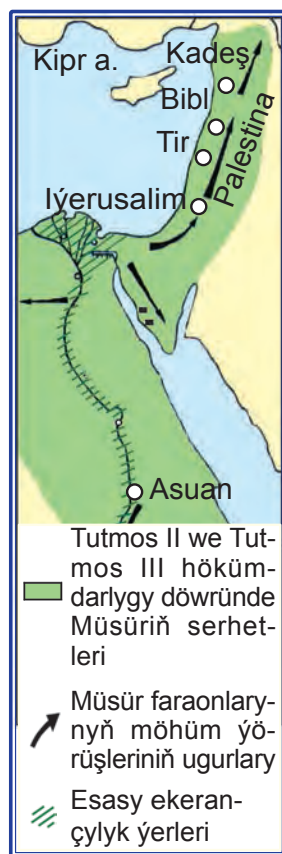 Kipr a.
Kadeş
Bibl
Tir
Palestina
Iýerusalim
Asuan
Tutmos II we Tut-
mos III höküm-
darlygy döwründe
Müsüriň serhet-
leri
Müsür faraonlary-
nyň möhüm ýö-
rüşleriniň ugurlary
Esasy ekeran-
çylyk ýerleri